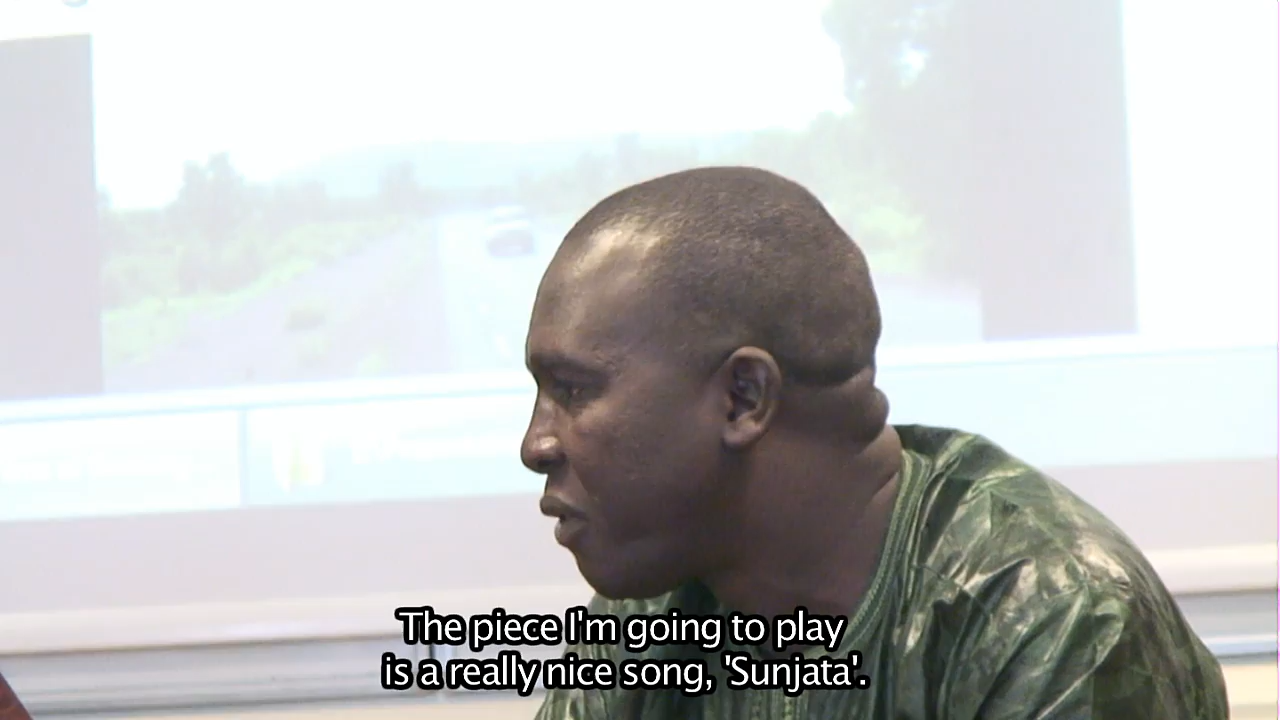 The piece I'm going to play
is a really nice song, 'Sunjata'.